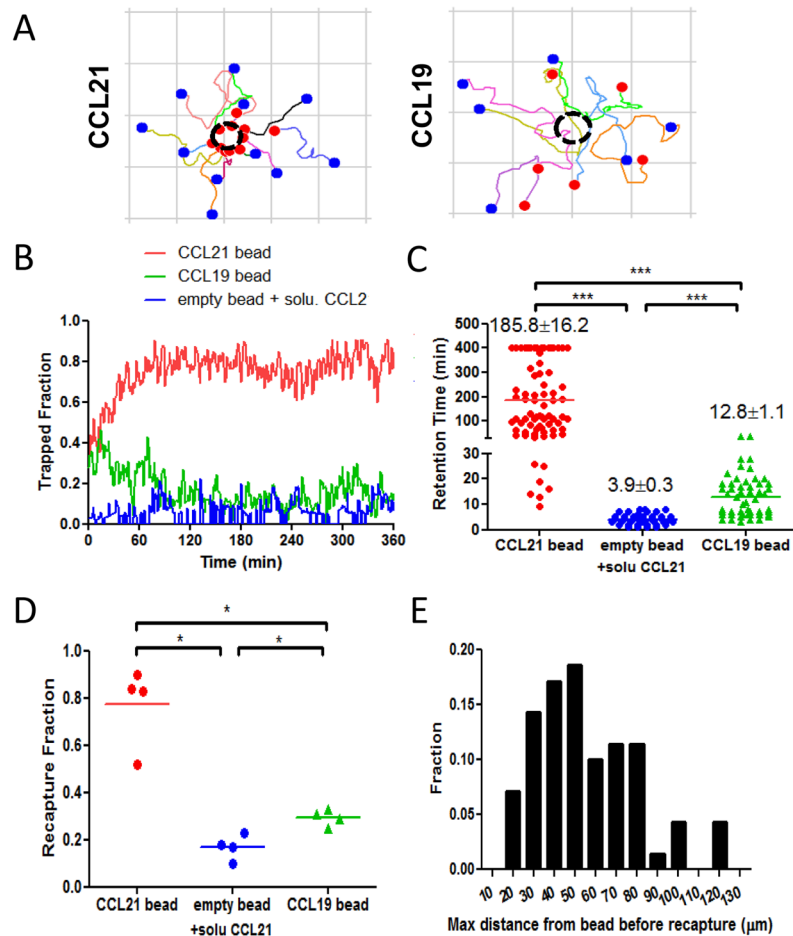 A
CCL21
CCL19
B
CCL21 bead
CCL19 bead
empty bead + solu. CCL2
Trapped Fraction
1.0
0.8
0.6
0.4
0.2
0.0
0 60 120 180 240 300 360
Time (min)
C
***
*** ***
185.8±16.2
3.9±0.3
12.8±1.1
Retention Time (min)
500
400
300
200
100
30
20
10
0
CCL21 bead empty bead CCL19 bead
+solu CCL21
D
*
* *
Recapture Fraction
1.0
0.8
0.6
0.4
0.2
0.0
CCL21 bead empty bead CCL19 bead
+solu CCL21
E
Fraction
0.20
0.15
0.10
0.05
0.00
10 20 30 40 50 60 70 80 90 100 110 120 130
Max distance from bead before recapture (µm)